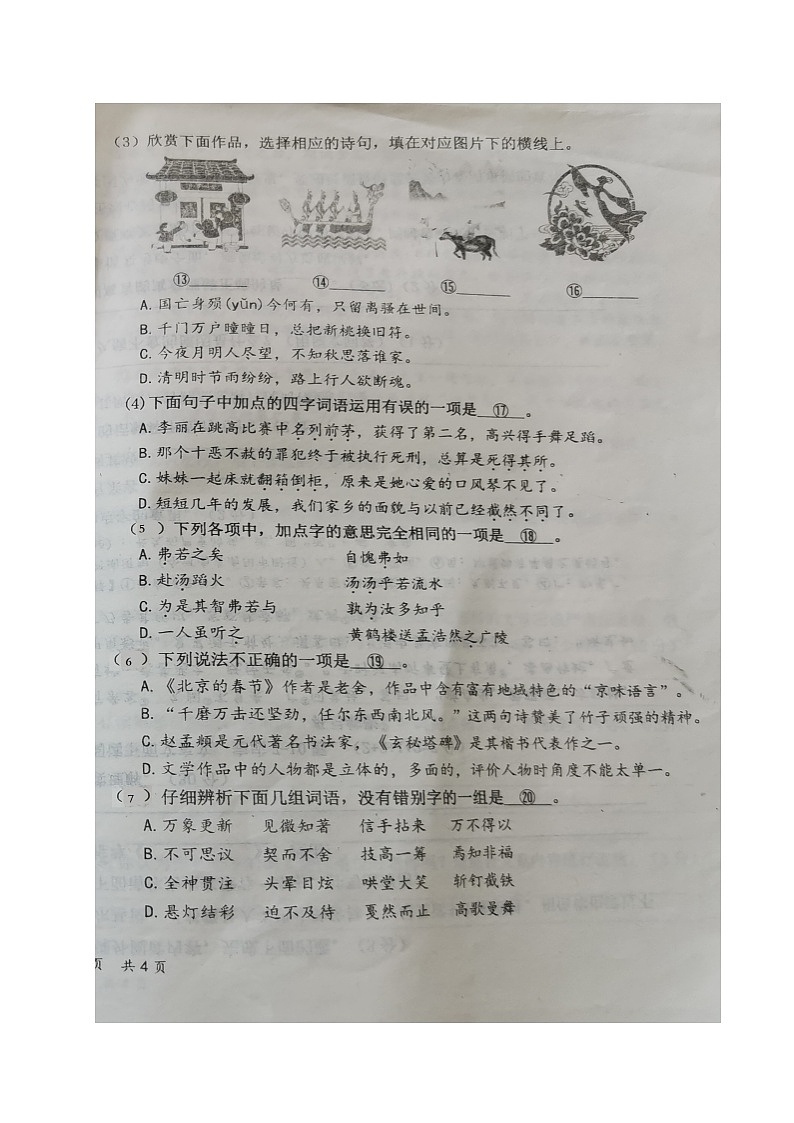 (3)欣赏下面作品，选择相应的诗句，填在对应图片下的横线上。
⑬______ ⑭______ ⑮______ ⑯______
A. 国亡身殒(yǔn)今何有，只留离骚在世间。
B. 千门万户曈曈日，总把新桃换旧符。
C. 今夜月明人尽望，不知秋思落谁家。
D. 清明时节雨纷纷，路上行人欲断魂。
(4)下面句子中加点的四字词语运用有误的一项是 ⑰ 。
A. 李丽在跳高比赛中名列前茅，获得了第二名，高兴得手舞足蹈。
B. 那个十恶不赦的罪犯终于被执行死刑，总算是死得其所。
C. 妹妹一起床就翻箱倒柜，原来是她心爱的口风琴不见了。
D. 短短几年的发展，我们家乡的面貌与以前已经截然不同了。
(5 )下列各项中，加点字的意思完全相同的一项是 ⑱ 。
A. 弗若之矣 自愧弗如
B. 赴汤蹈火 汤汤乎若流水
C. 为是其智弗若与 孰为汝多知乎
D. 一人虽听之 黄鹤楼送孟浩然之广陵
(6 )下列说法不正确的一项是 ⑲ 。
A. 《北京的春节》作者是老舍，作品中含有富有地域特色的“京味语言”。
B. “千磨万击还坚劲，任尔东西南北风。”这两句诗赞美了竹子顽强的精神。
C. 赵孟頫是元代著名书法家，《玄秘塔碑》是其楷书代表作之一。
D. 文学作品中的人物都是立体的，多面的，评价人物时角度不能太单一。
(7 )仔细辨析下面几组词语，没有错别字的一组是 ⑳ 。
A. 万象更新 见微知著 信手拈来 万不得以
B. 不可思议 契而不舍 技高一筹 焉知非福
C. 全神贯注 头晕目炫 哄堂大笑 斩钉截铁
D. 悬灯结彩 迫不及待 戛然而止 高歌曼舞
页 共4页